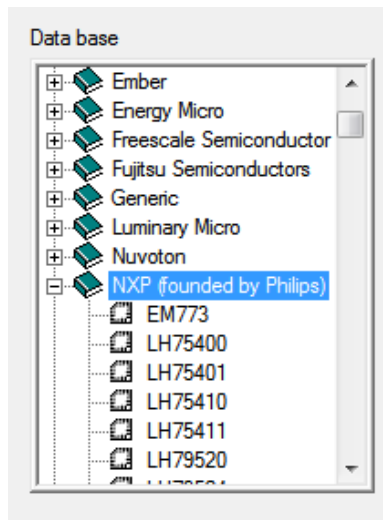 Data base
Ember
Energy Micro
Freescale Semiconductor
Fujitsu Semiconductors
Generic
Luminary Micro
Nuvoton
NXP (founded by Philips)
EM773
LH75400
LH75401
LH75410
LH75411
LH79520